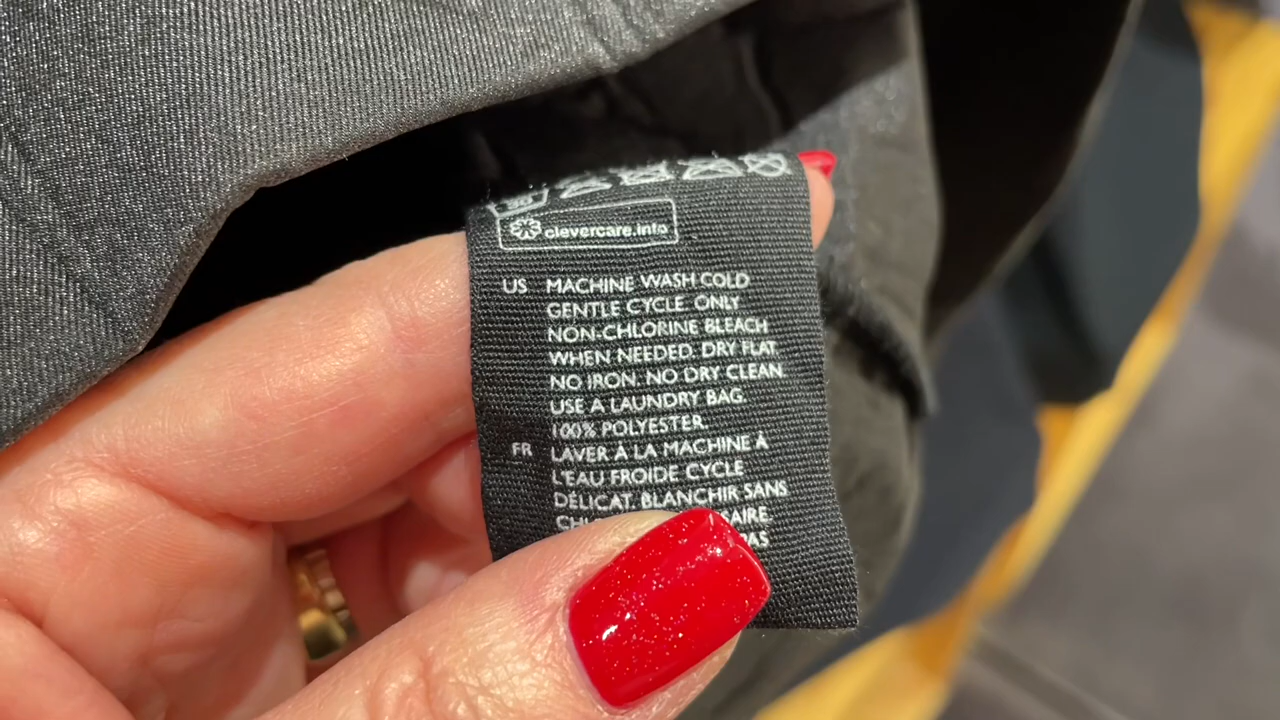 30
clevercare.info
US MACHINE WASH COLD
GENTLE CYCLE. ONLY
NON-CHLORINE BLEACH
WHEN NEEDED. DRY FLAT.
NO IRON. NO DRY CLEAN.
USE A LAUNDRY BAG.
100% POLYESTER.
FR LAVER À LA MACHINE À
L'EAU FROIDE CYCLE
DÉLICAT. BLANCHIR SANS